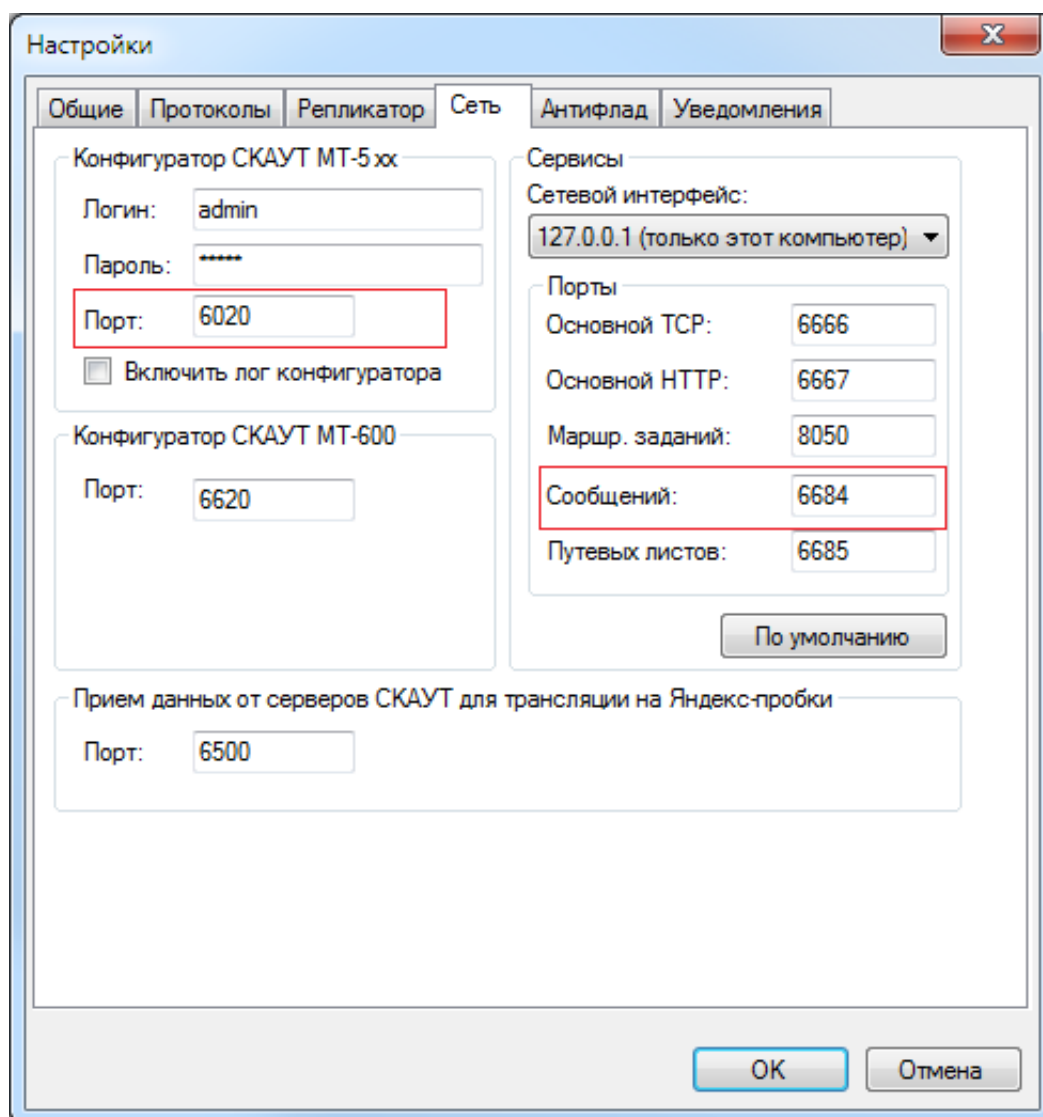 Настройки
Общие Протоколы Репликатор Сеть Антифлад Уведомления
Конфигуратор СКАУТ МТ-5xx
Логин: admin
Пароль: *****
Порт: 6020
Включить лог конфигуратора
Конфигуратор СКАУТ МТ-600
Порт: 6620
Сервисы
Сетевой интерфейс:
127.0.0.1 (только этот компьютер)
Порты
Основной TCP: 6666
Основной HTTP: 6667
Маршр. заданий: 8050
Сообщений: 6684
Путевых листов: 6685
По умолчанию
Прием данных от серверов СКАУТ для трансляции на Яндекс-пробки
Порт: 6500
OK Отмена